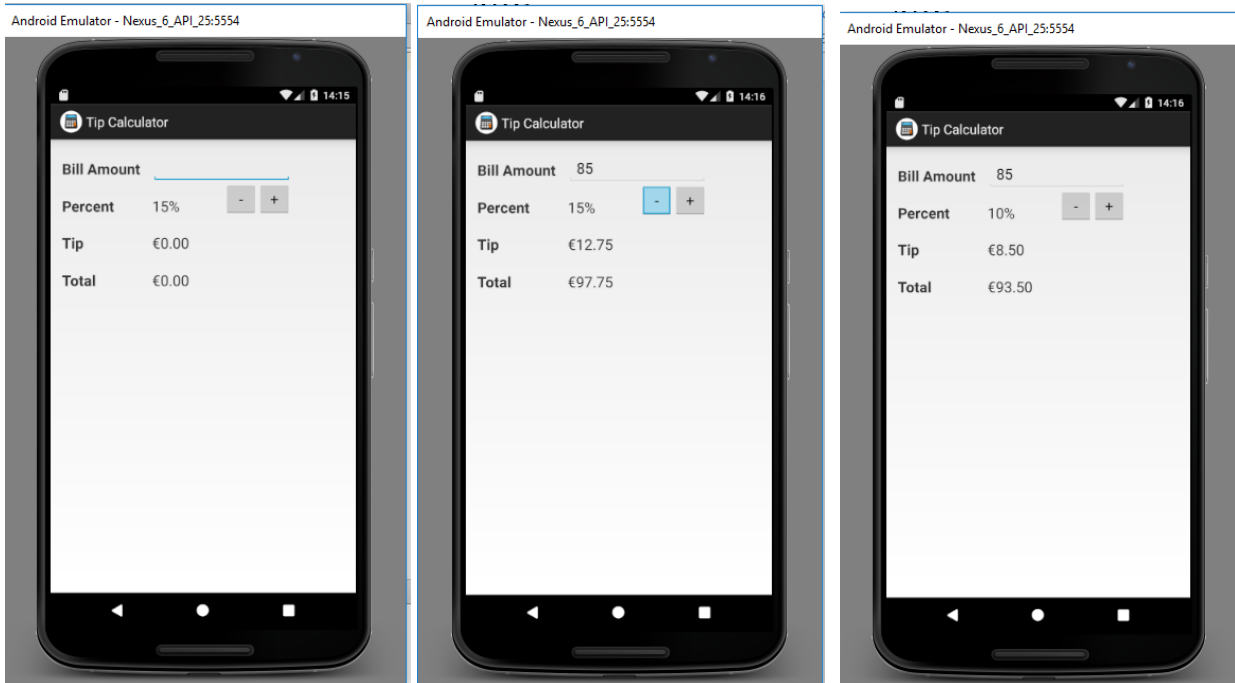 Android Emulator - Nexus_6_API_25:5554
14:15
Tip Calculator
Bill Amount
Percent 15% - +
Tip €0.00
Total €0.00
Android Emulator - Nexus_6_API_25:5554
14:16
Tip Calculator
Bill Amount 85
Percent 15% - +
Tip €12.75
Total €97.75
Android Emulator - Nexus_6_API_25:5554
14:16
Tip Calculator
Bill Amount 85
Percent 10% - +
Tip €8.50
Total €93.50